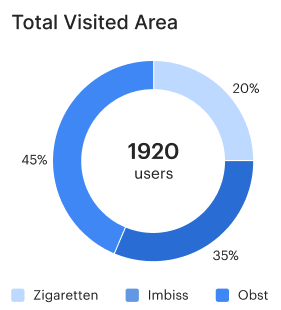 Total Visited Area
20%
1920
users
45%
35%
Zigaretten
Imbiss
Obst